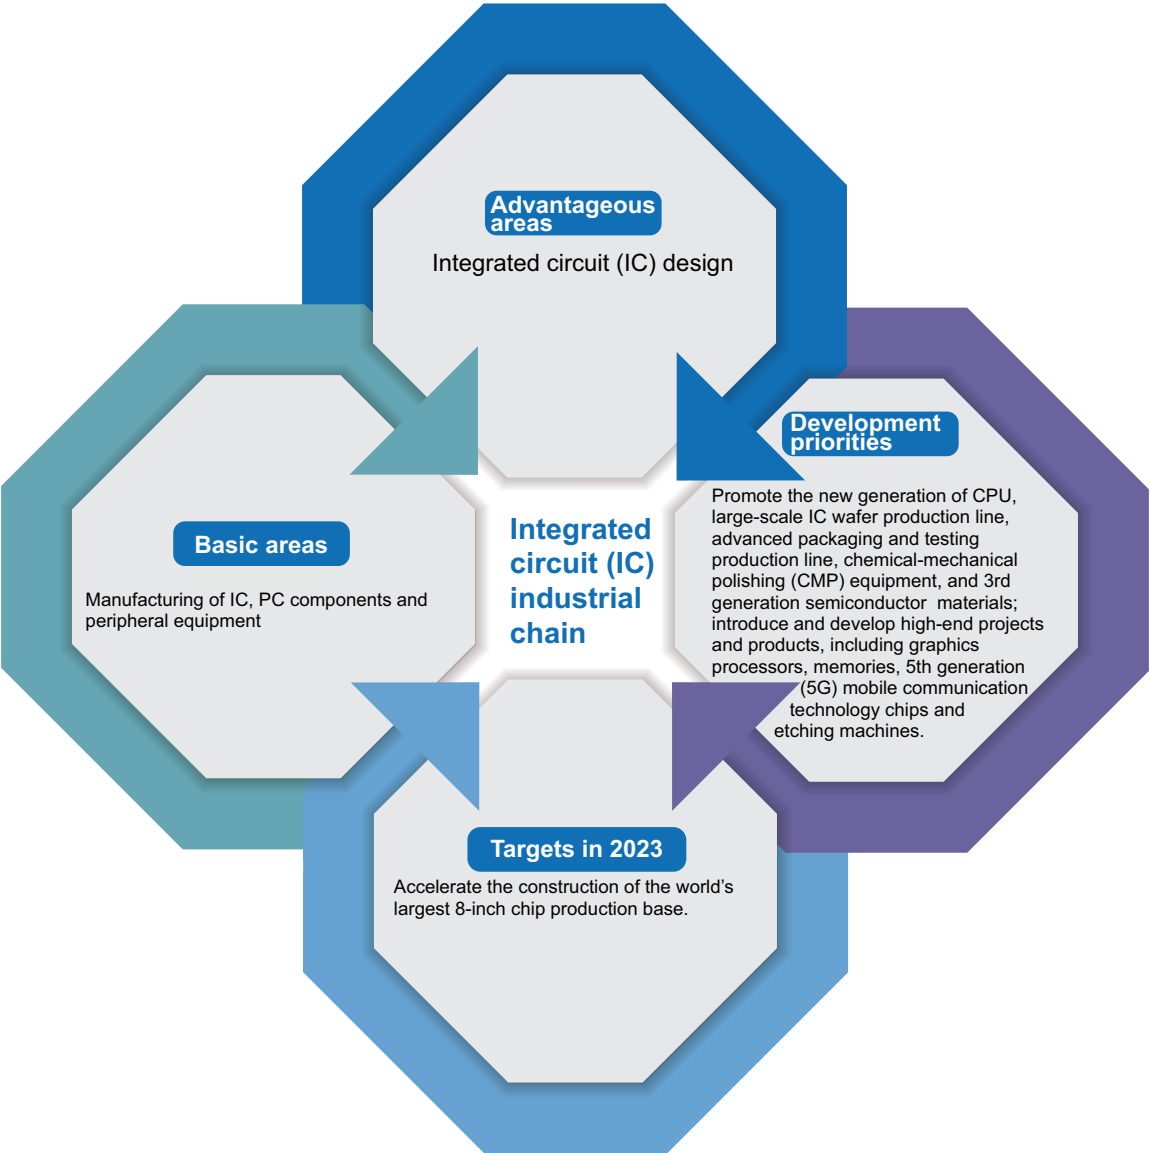 Advantageous
areas
Integrated circuit (IC) design
Basic areas
Manufacturing of IC, PC components and
peripheral equipment
Integrated
circuit (IC)
industrial
chain
Development
priorities
Promote the new generation of CPU,
large-scale IC wafer production line,
advanced packaging and testing
production line, chemical-mechanical
polishing (CMP) equipment, and 3rd
generation semiconductor materials;
introduce and develop high-end projects
and products, including graphics
processors, memories, 5th generation
(5G) mobile communication
technology chips and
etching machines.
Targets in 2023
Accelerate the construction of the world’s
largest 8-inch chip production base.